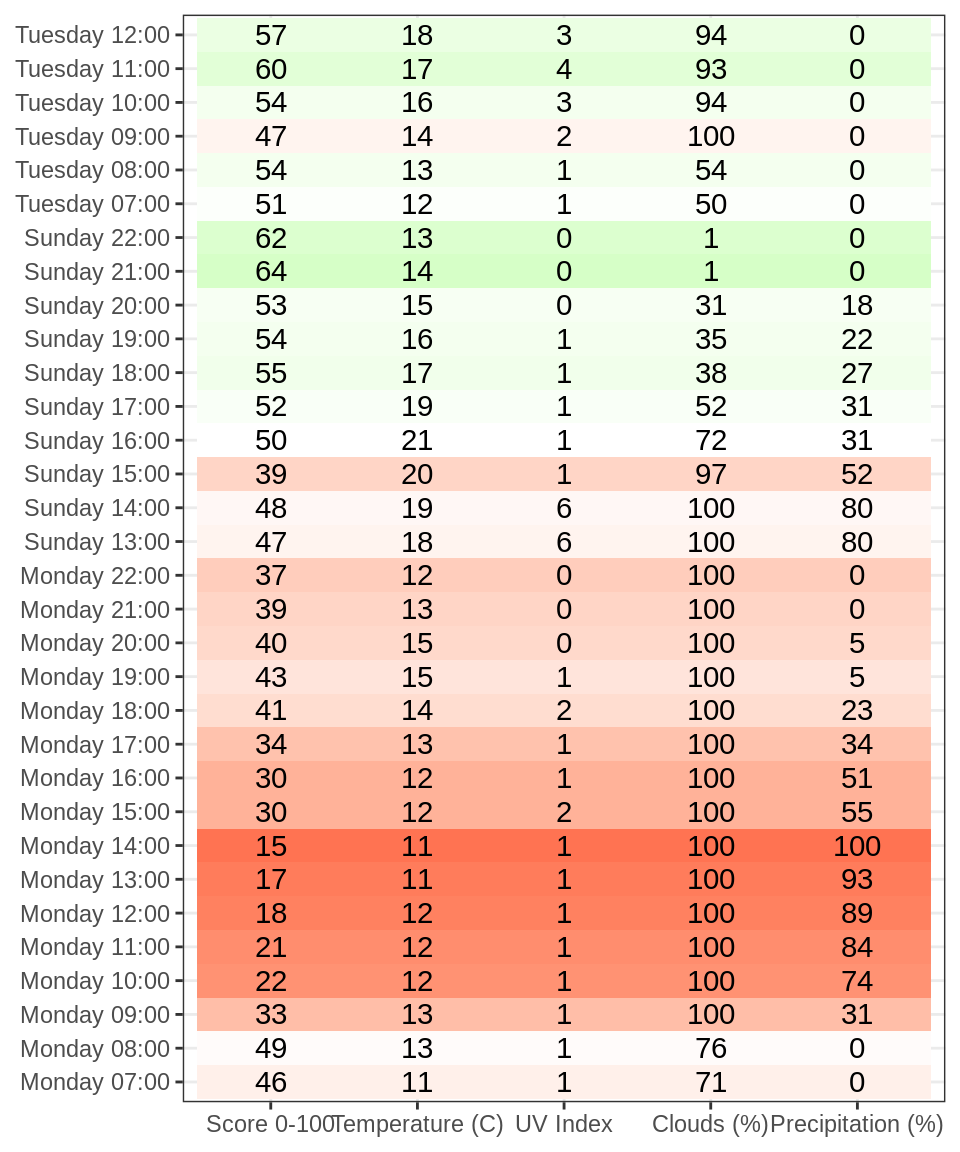 Tuesday 12:00 57 18 3 94 0
Tuesday 11:00 60 17 4 93 0
Tuesday 10:00 54 16 3 94 0
Tuesday 09:00 47 14 2 100 0
Tuesday 08:00 54 13 1 54 0
Tuesday 07:00 51 12 1 50 0
Sunday 22:00 62 13 0 1 0
Sunday 21:00 64 14 0 1 0
Sunday 20:00 53 15 0 31 18
Sunday 19:00 54 16 1 35 22
Sunday 18:00 55 17 1 38 27
Sunday 17:00 52 19 1 52 31
Sunday 16:00 50 21 1 72 31
Sunday 15:00 39 20 1 97 52
Sunday 14:00 48 19 6 100 80
Sunday 13:00 47 18 6 100 80
Monday 22:00 37 12 0 100 0
Monday 21:00 39 13 0 100 0
Monday 20:00 40 15 0 100 5
Monday 19:00 43 15 1 100 5
Monday 18:00 41 14 2 100 23
Monday 17:00 34 13 1 100 34
Monday 16:00 30 12 1 100 51
Monday 15:00 30 12 2 100 55
Monday 14:00 15 11 1 100 100
Monday 13:00 17 11 1 100 93
Monday 12:00 18 12 1 100 89
Monday 11:00 21 12 1 100 84
Monday 10:00 22 12 1 100 74
Monday 09:00 33 13 1 100 31
Monday 08:00 49 13 1 76 0
Monday 07:00 46 11 1 71 0
Score 0-100 Temperature (C) UV Index Clouds (%) Precipitation (%)